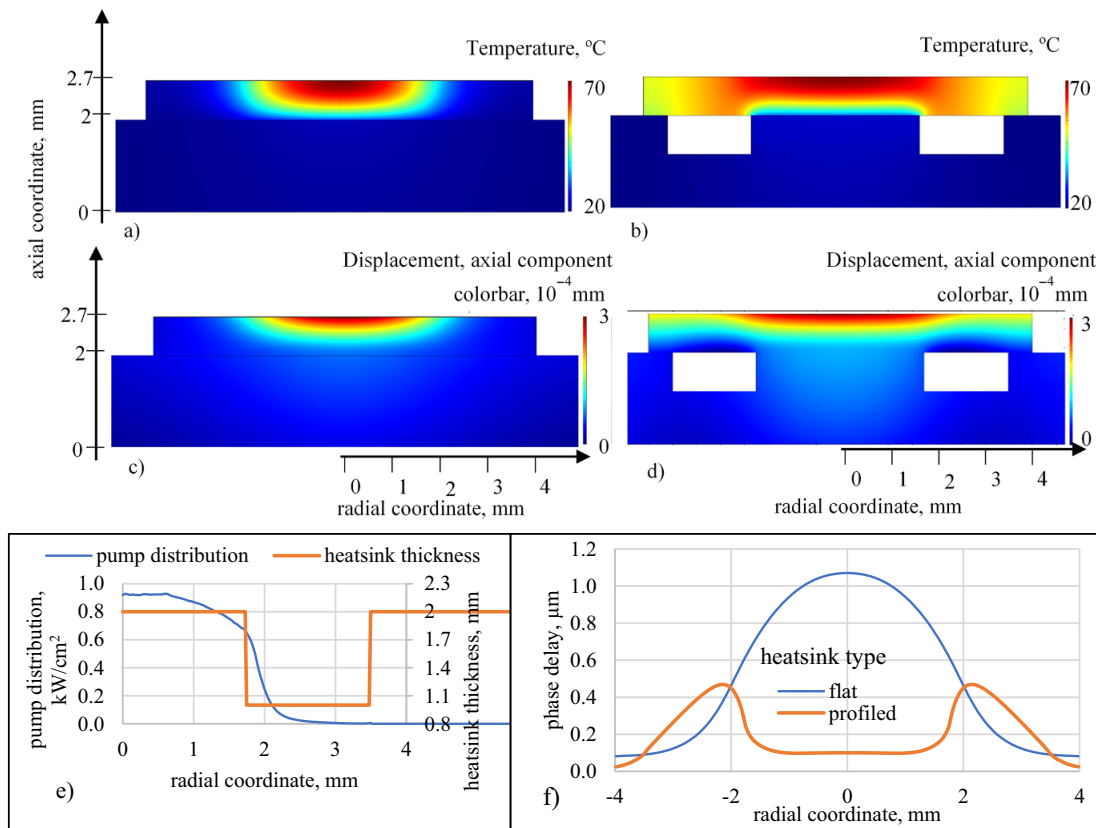 axial coordinate, mm
2.7
2
0
Temperature, ºC
70
20
a)
Temperature, ºC
70
20
b)
2.7
2
0
Displacement, axial component
colorbar, 10⁻⁴ mm
3
0
c)
0 1 2 3 4
radial coordinate, mm
Displacement, axial component
colorbar, 10⁻⁴mm
3
0
d)
0 1 2 3 4
radial coordinate, mm
pump distribution heatsink thickness
pump distribution,
kW/cm²
1.0
0.8
0.6
0.4
0.2
0.0
2.3
2
1.7
1.4
1.1
0.8
heatsink thickness, mm
0 1 2 3 4
radial coordinate, mm
e)
phase delay, µm
1.2
1.0
0.8
0.6
0.4
0.2
0.0
heatsink type
flat
profiled
-4 -2 0 2 4
radial coordinate, mm
f)